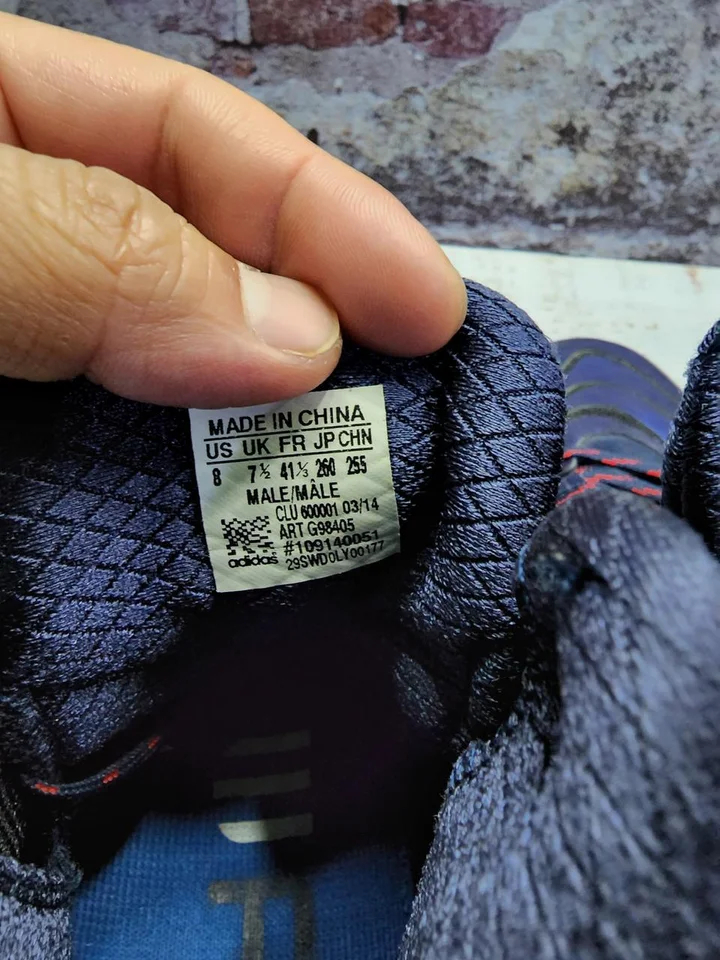 MADE IN CHINA
US UK FR JP CHN
8 7½ 41⅓ 260 255
MALE/MÂLE
CLU 600001 03/14
ART G98405
#109140051
adidas 29SWD0LY00177